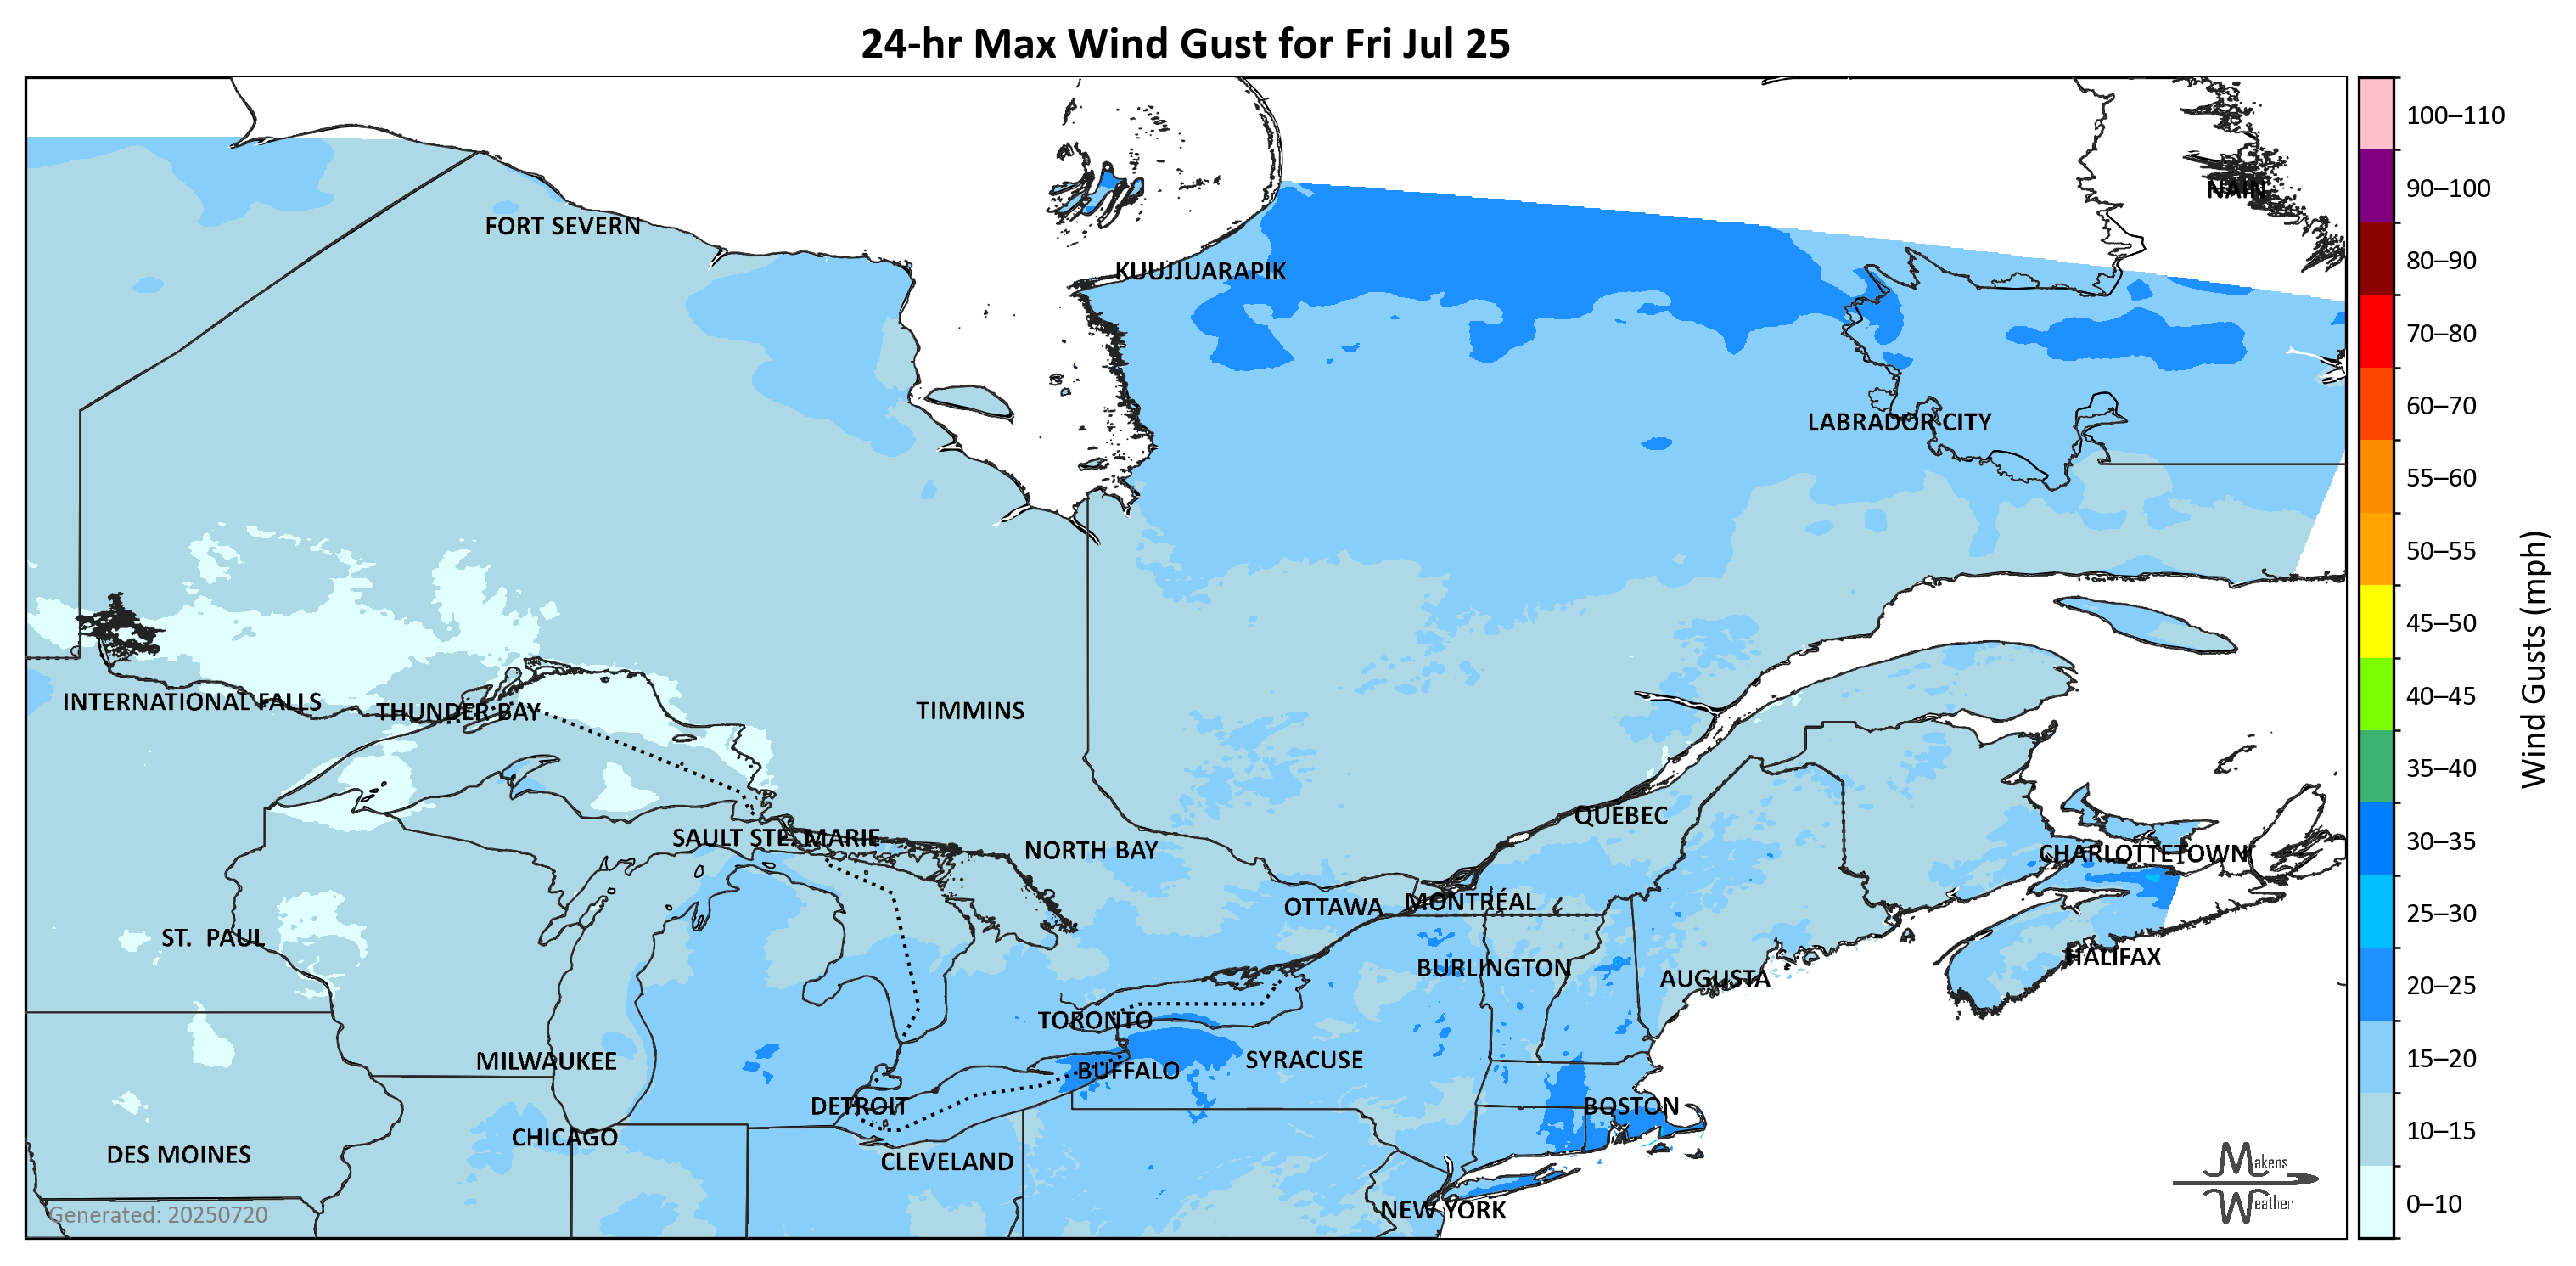 24-hr Max Wind Gust for Fri Jul 25
100–110
90–100
80–90
70–80
60–70
55–60
50–55
45–50
40–45
35–40
30–35
25–30
20–25
15–20
10–15
0–10
Wind Gusts (mph)
NAIN
FORT SEVERN
KUUJJUARAPIK
LABRADOR CITY
INTERNATIONAL FALLS
THUNDER BAY
TIMMINS
QUEBEC
SAULT STE. MARIE
NORTH BAY
CHARLOTTETOWN
OTTAWA
MONTRÉAL
ST. PAUL
HALIFAX
BURLINGTON
AUGUSTA
TORONTO
MILWAUKEE
SYRACUSE
BUFFALO
DETROIT
BOSTON
CHICAGO
DES MOINES
CLEVELAND
NEW YORK
Makens
Weather
Generated: 20250720